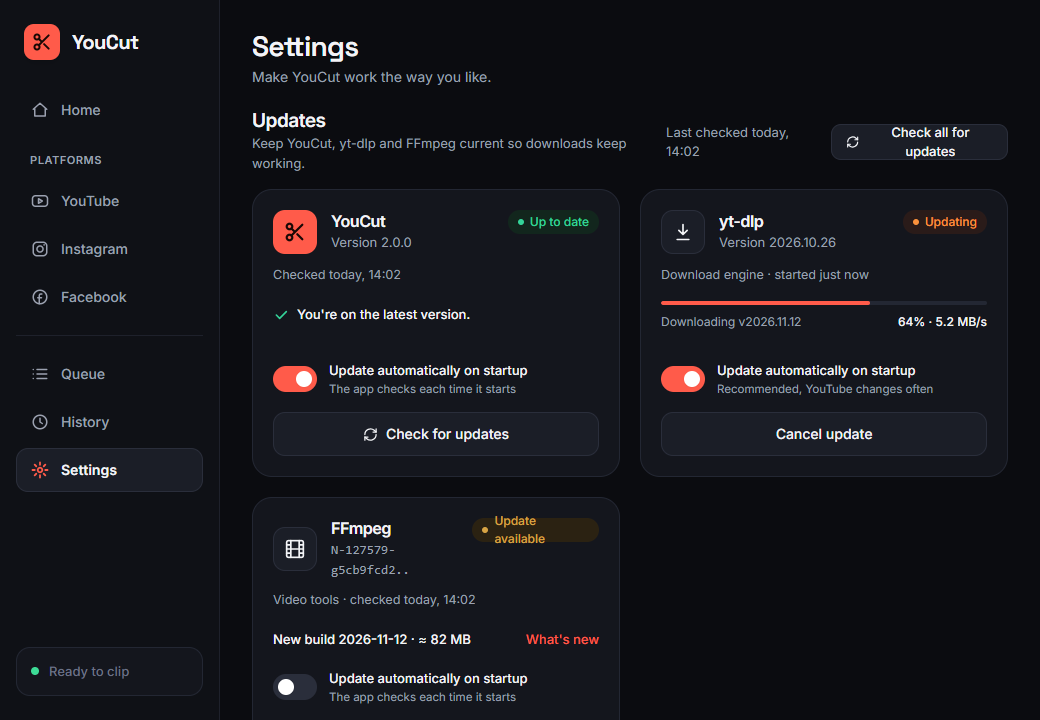 YouCut
Home
PLATFORMS
YouTube
Instagram
Facebook
Queue
History
Settings
Ready to clip
Settings
Make YouCut work the way you like.
Updates
Keep YouCut, yt-dlp and FFmpeg current so downloads keep
working.
Last checked today,
14:02
Check all for
updates
YouCut
Version 2.0.0
Up to date
Checked today, 14:02
You're on the latest version.
Update automatically on startup
The app checks each time it starts
Check for updates
yt-dlp
Version 2026.10.26
Updating
Download engine · started just now
Downloading v2026.11.12
64% · 5.2 MB/s
Update automatically on startup
Recommended, YouTube changes often
Cancel update
FFmpeg
N-127579-
g5cb9fcd2..
Update
available
Video tools · checked today, 14:02
New build 2026-11-12 · ≈ 82 MB
What's new
Update automatically on startup
The app checks each time it starts